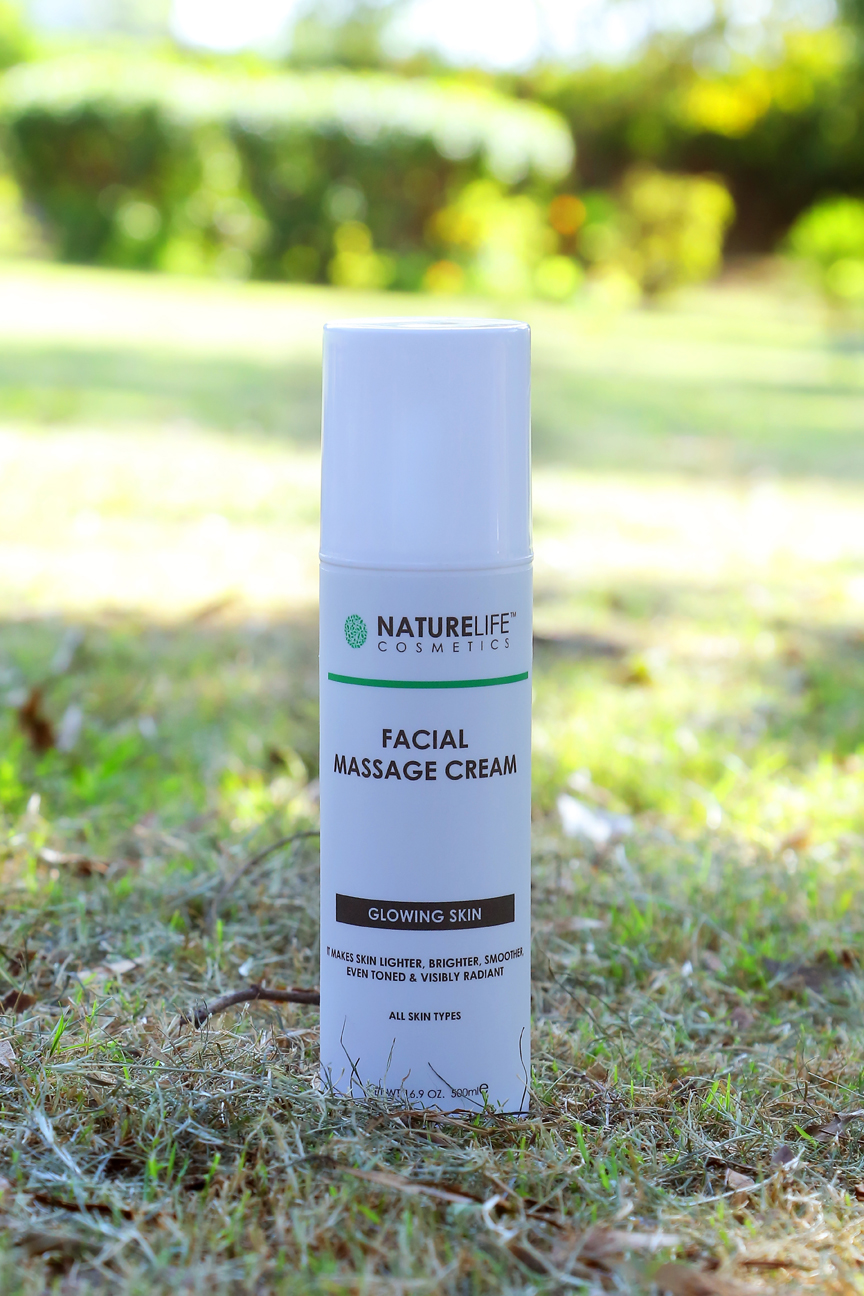 NATURELIFE™
COSMETICS
FACIAL
MASSAGE CREAM
GLOWING SKIN
IT MAKES SKIN LIGHTER, BRIGHTER, SMOOTHER,
EVEN TONED & VISIBLY RADIANT
ALL SKIN TYPES
WT 16.9 OZ. 500ml e